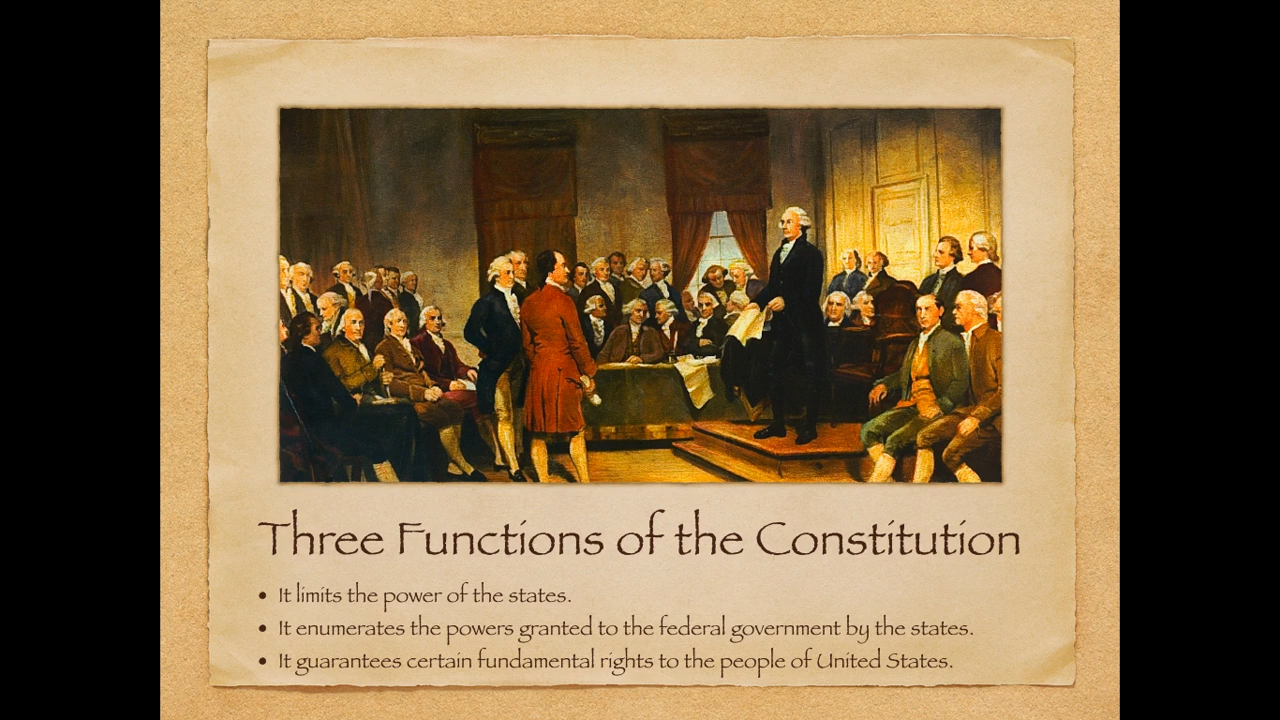 Three Functions of the Constitution
• It limits the power of the states.
• It enumerates the powers granted to the federal government by the states.
• It guarantees certain fundamental rights to the people of United States.